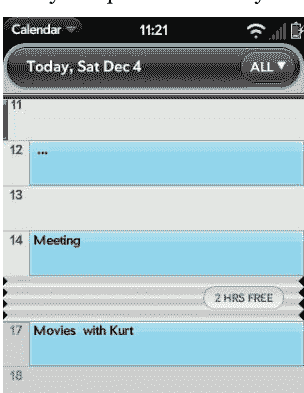 Calendar 11:21
Today, Sat Dec 4 ALL
11
12 ...
13
14 Meeting
2 HRS FREE
17 Movies with Kurt
18